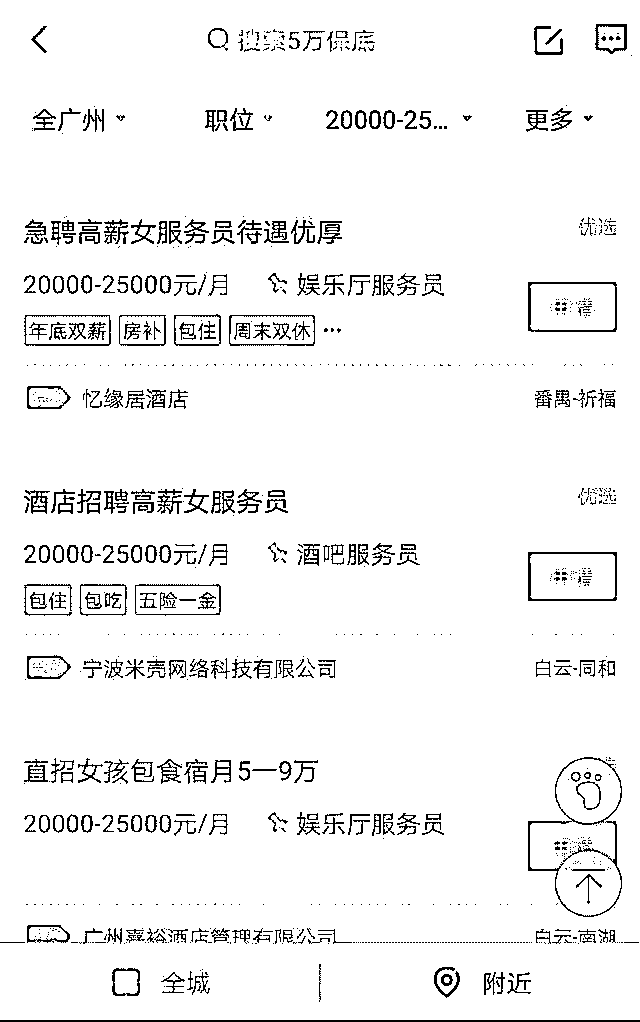 搜索5万保底
全广州 职位 20000-25... 更多
急聘高薪女服务员待遇优厚 优选
20000-25000元/月 娱乐厅服务员
年底双薪 房补 包住 周末双休 ...
忆缘居酒店 番禺-祈福
酒店招聘高薪女服务员 优选
20000-25000元/月 酒吧服务员
包住 包吃 五险一金
宁波米壳网络科技有限公司 白云-同和
直招女孩包食宿月5一9万
20000-25000元/月 娱乐厅服务员
广州嘉裕酒店管理有限公司 白云-南湖
全城 附近